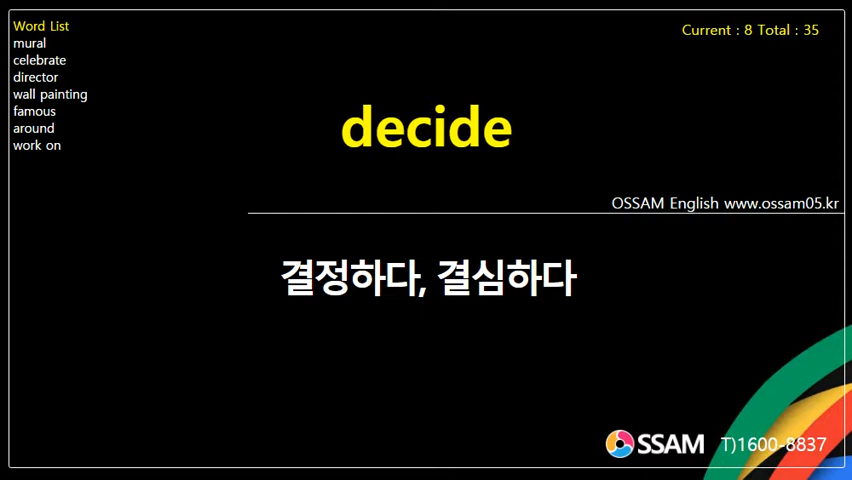 Word List
mural
celebrate
director
wall painting
famous
around
work on
Current : 8 Total : 35
decide
OSSAM English www.ossam05.kr
결정하다, 결심하다
OSSAM T)1600-8837